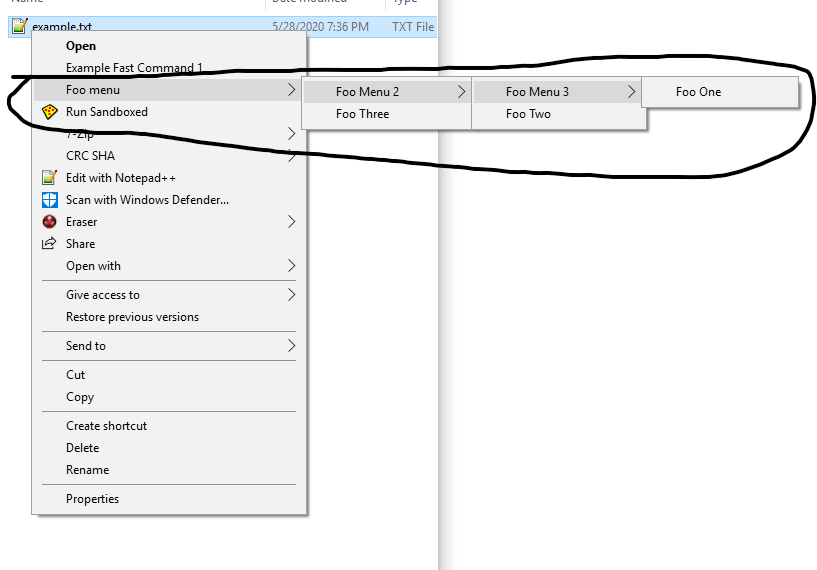 Name Date modified Type
example.txt 5/28/2020 7:36 PM TXT File
Open
Example Fast Command 1
Foo menu
Run Sandboxed
7-Zip
CRC SHA
Edit with Notepad++
Scan with Windows Defender...
Eraser
Share
Open with
Give access to
Restore previous versions
Send to
Cut
Copy
Create shortcut
Delete
Rename
Properties
Foo Menu 2
Foo Three
Foo Menu 3
Foo Two
Foo One